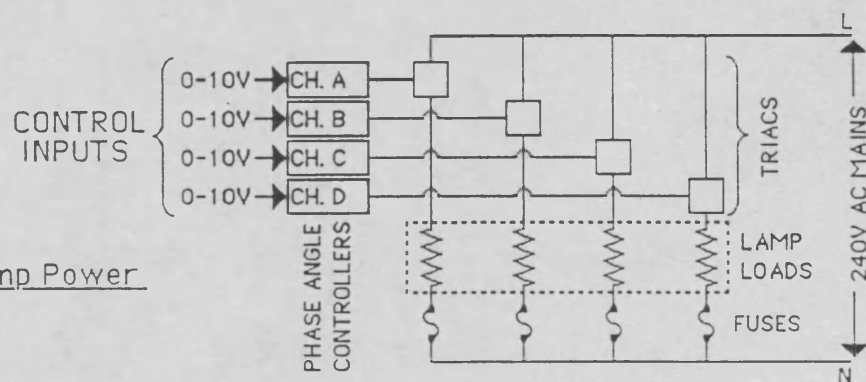 L
0-10V CH. A
0-10V CH. B
0-10V CH. C
0-10V CH. D
CONTROL
INPUTS
TRIACS
240V AC MAINS
PHASE ANGLE
CONTROLLERS
LAMP
LOADS
mp Power
FUSES
N